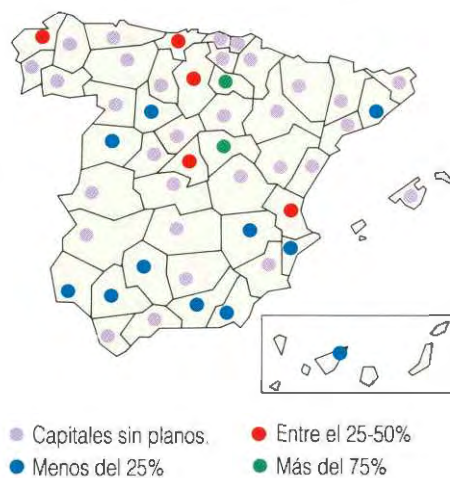 Capitales sin planos.
Menos del 25%
Entre el 25-50%
Más del 75%